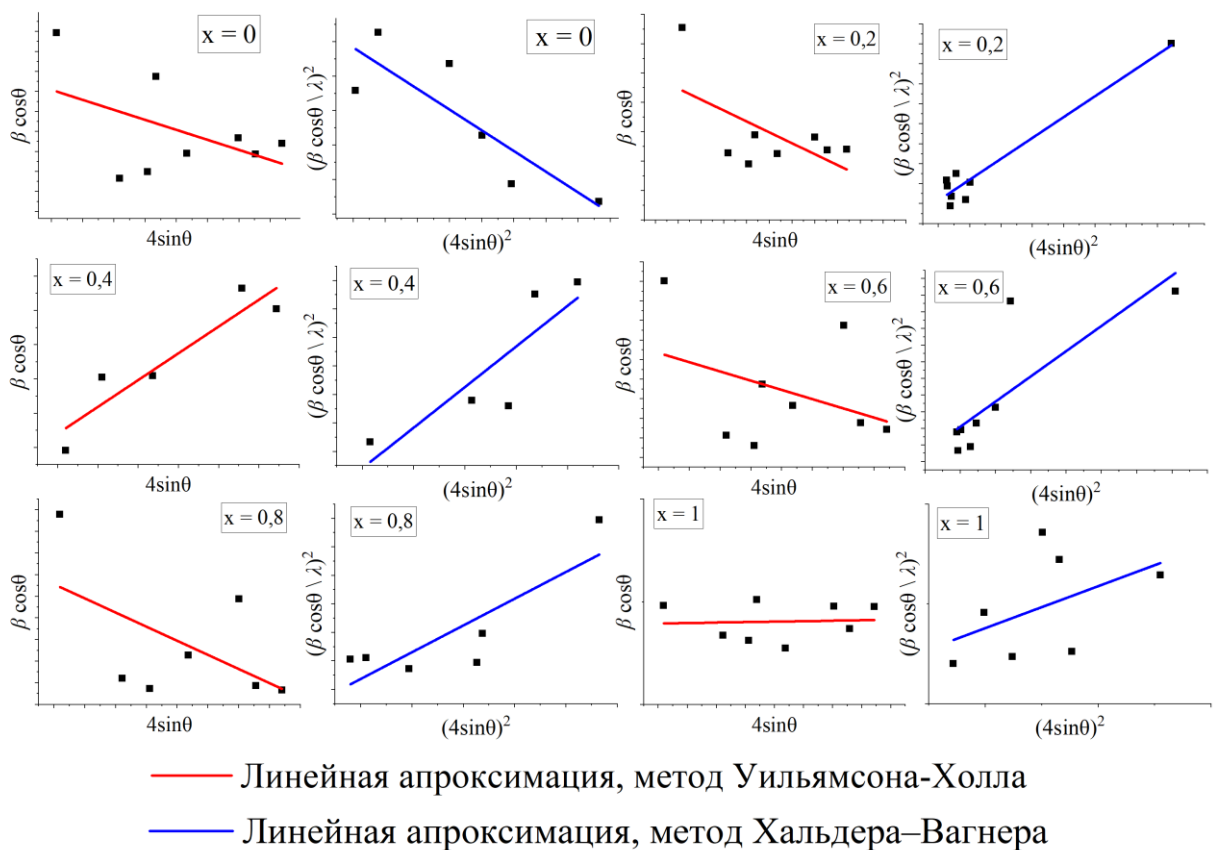 x = 0
β cosθ
4sinθ
x = 0
(β cosθ \ λ)²
(4sinθ)²
x = 0,2
β cosθ
4sinθ
x = 0,2
(β cosθ \ λ)²
(4sinθ)²
x = 0,4
β cosθ
4sinθ
x = 0,4
(β cosθ \ λ)²
(4sinθ)²
x = 0,6
β cosθ
4sinθ
x = 0,6
(β cosθ \ λ)²
(4sinθ)²
x = 0,8
β cosθ
4sinθ
x = 0,8
(β cosθ \ λ)²
(4sinθ)²
x = 1
β cosθ
4sinθ
x = 1
(β cosθ \ λ)²
(4sinθ)²
Линейная апроксимация, метод Уильямсона-Холла
Линейная апроксимация, метод Хальдера–Вагнера